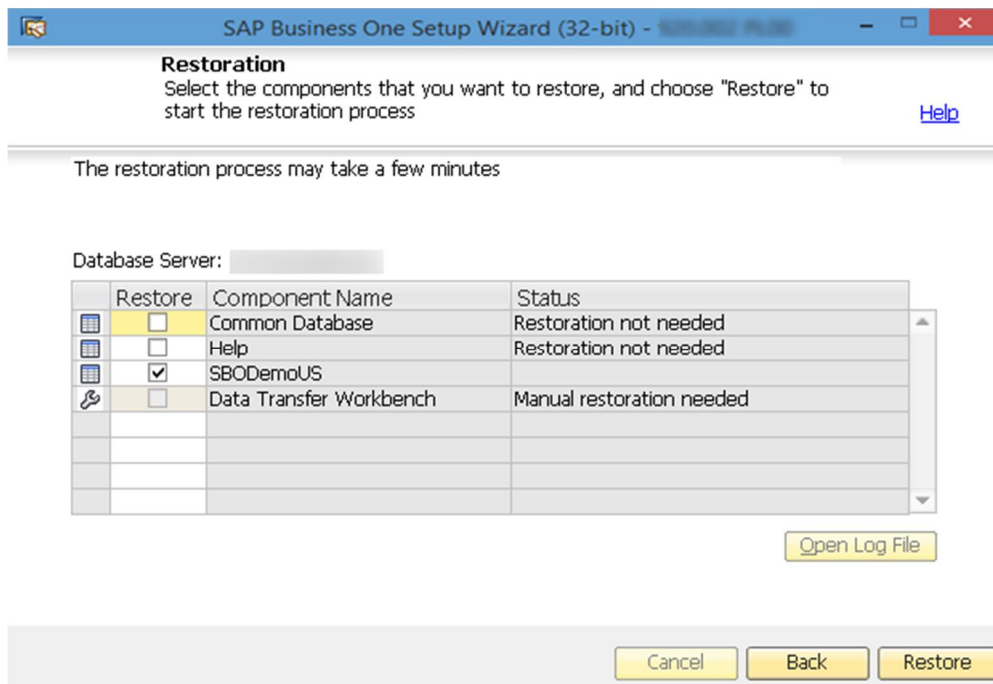 SAP Business One Setup Wizard (32-bit) -
Restoration
Select the components that you want to restore, and choose "Restore" to
start the restoration process
Help
The restoration process may take a few minutes
Database Server:
Restore Component Name Status
Common Database Restoration not needed
Help Restoration not needed
SBODemoUS
Data Transfer Workbench Manual restoration needed
Open Log File
Cancel Back Restore